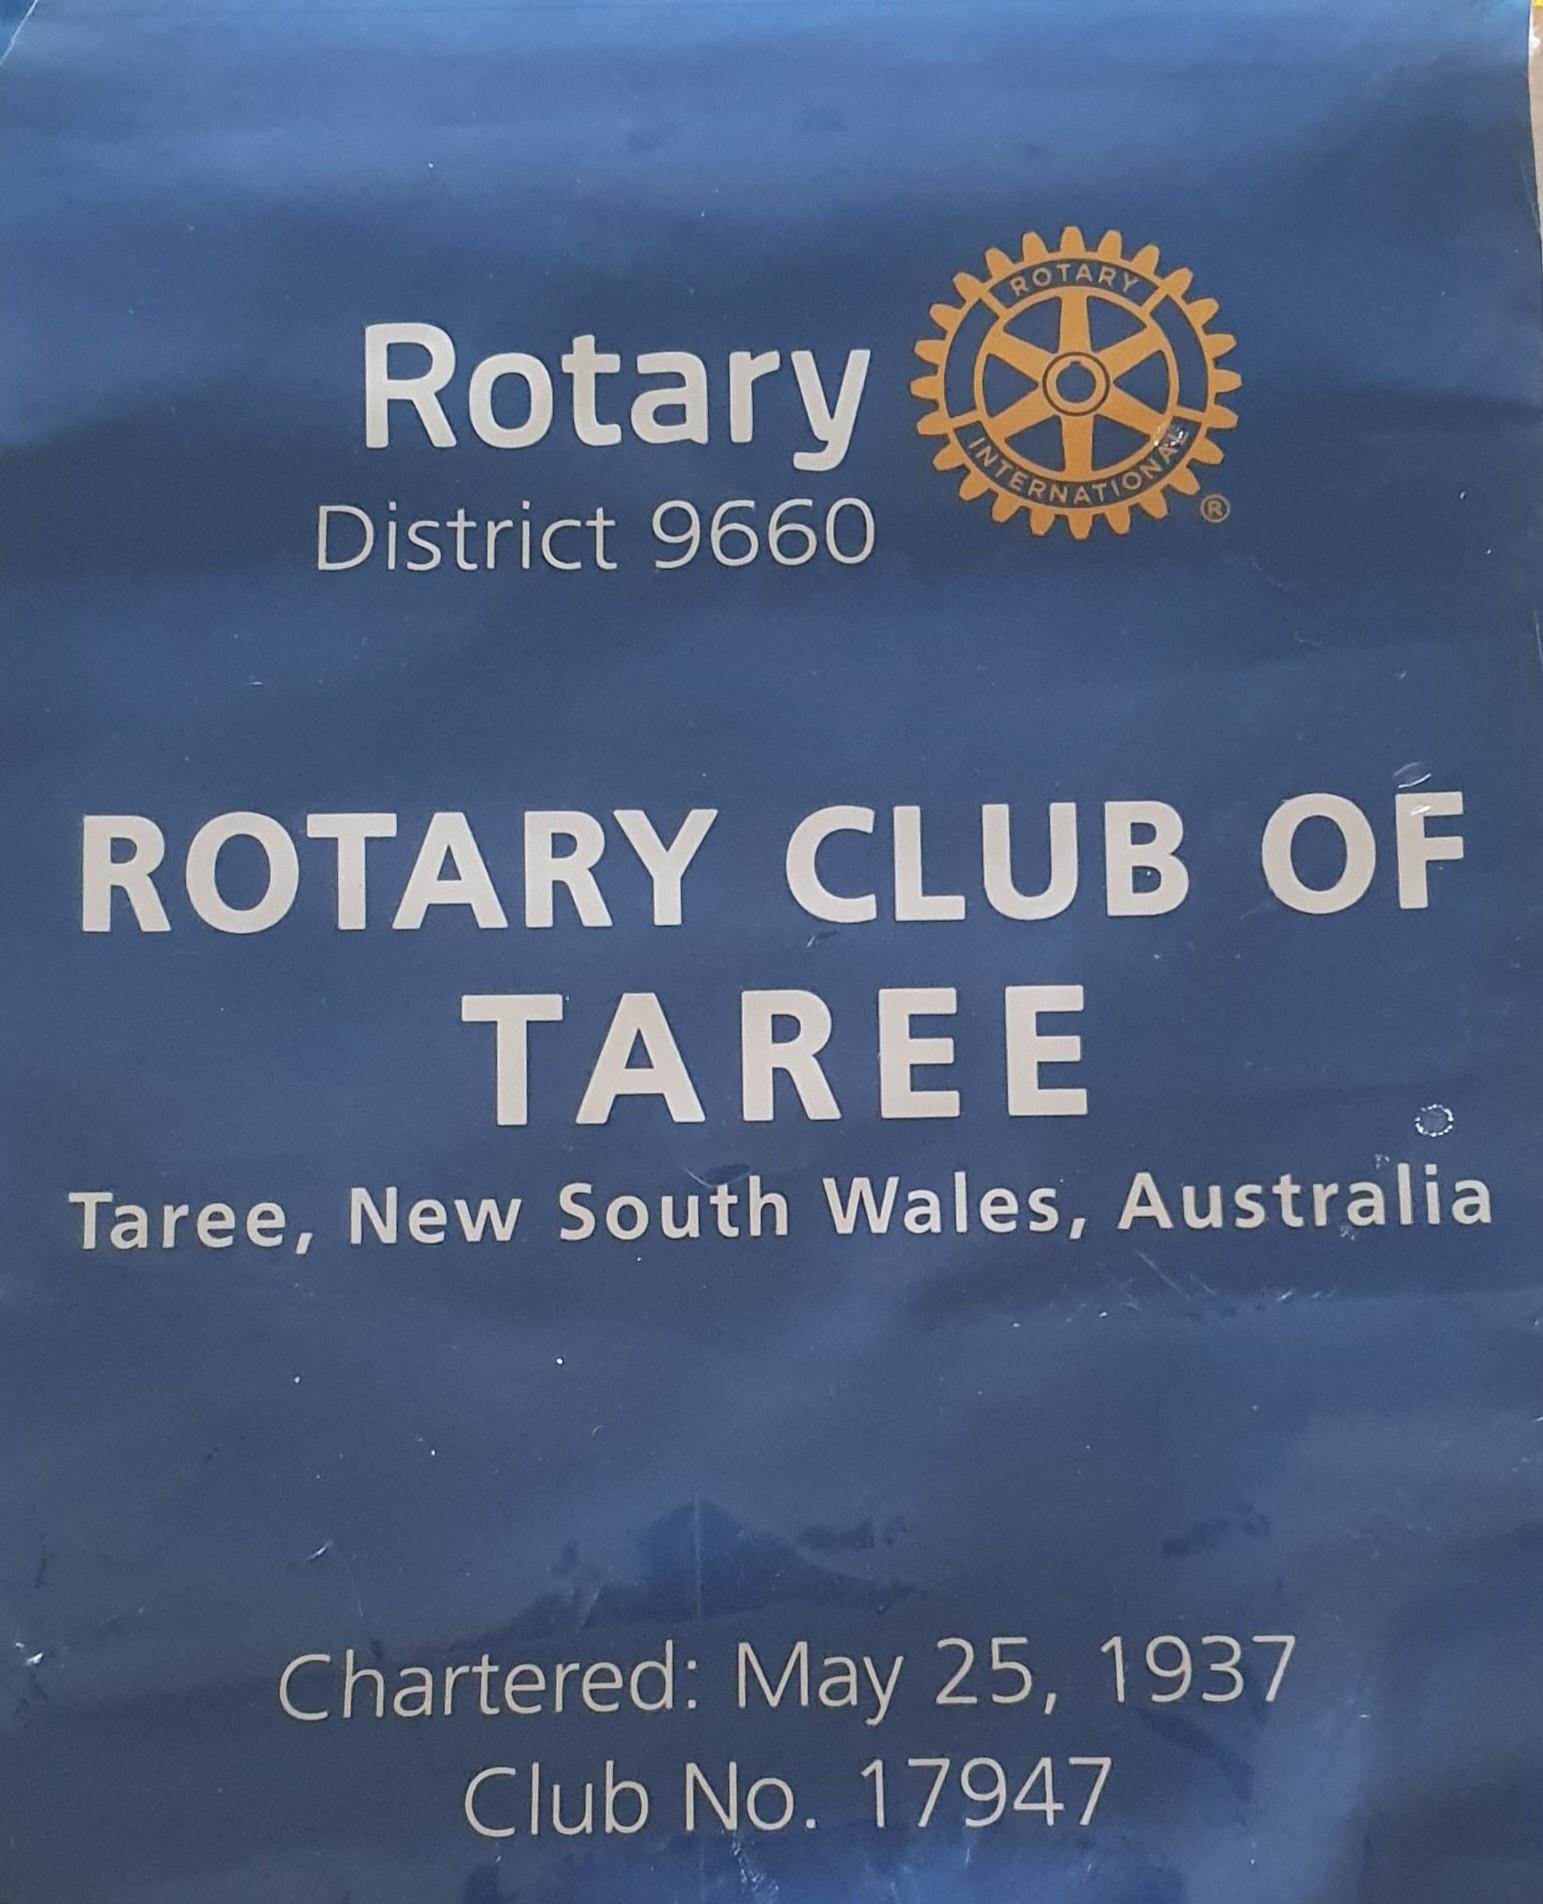 ROTARY
Rotary
INTERNATIONAL
®
District 9660
ROTARY CLUB OF
TAREE
Taree, New South Wales, Australia
Chartered: May 25, 1937
Club No. 17947